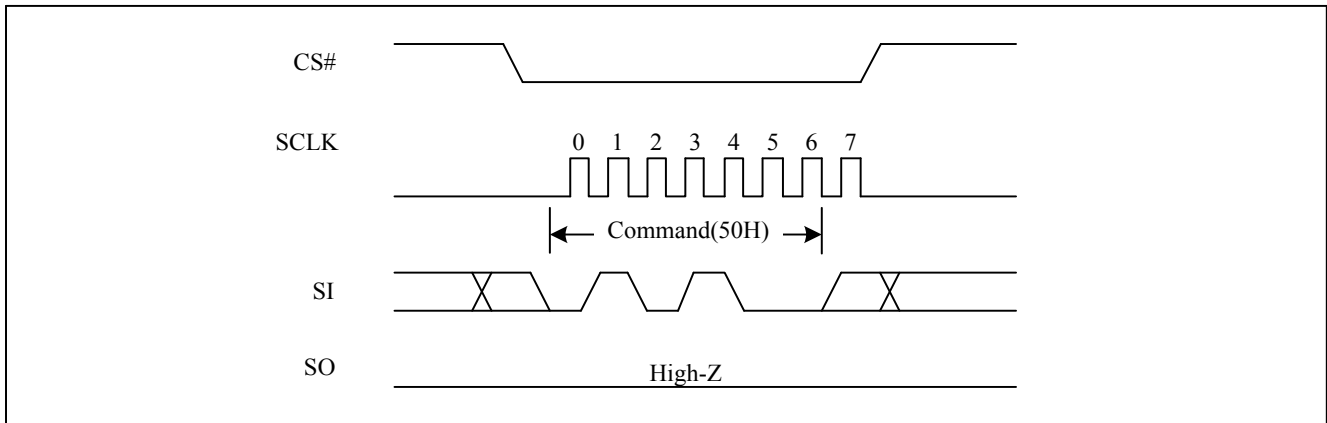 CS#
SCLK
0 1 2 3 4 5 6 7
Command(50H)
SI
SO
High-Z